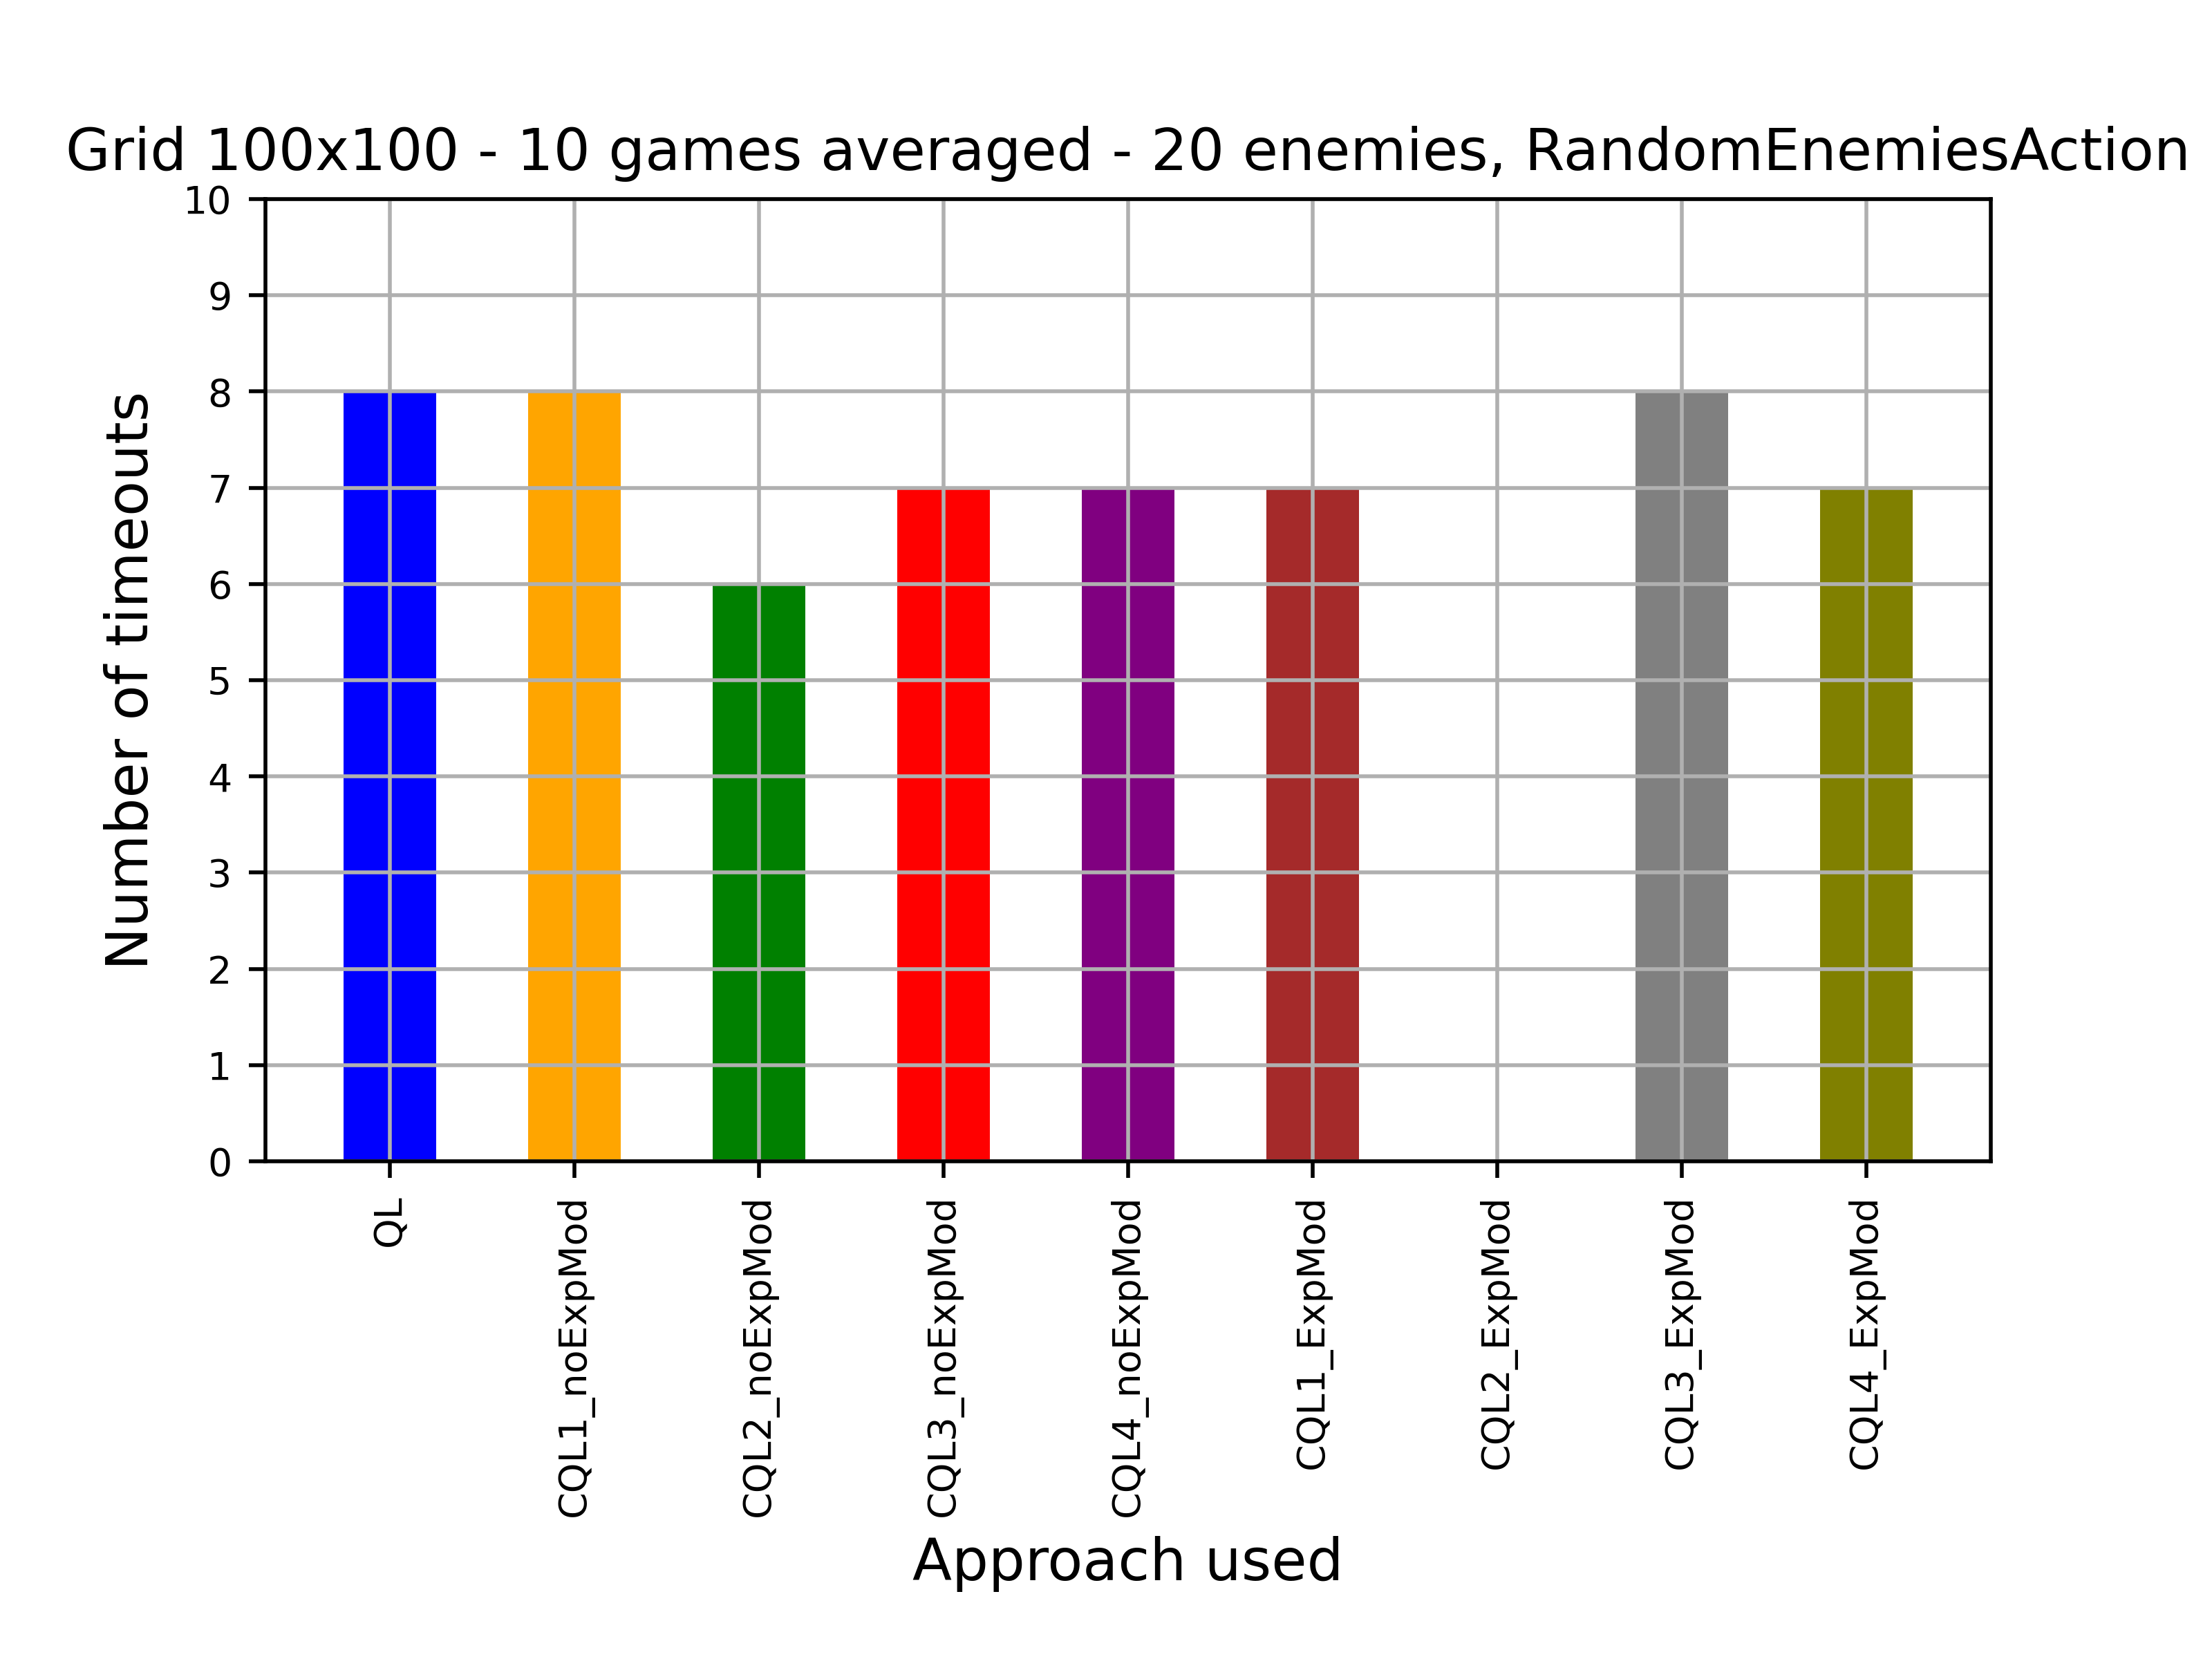 Grid 100x100 - 10 games averaged - 20 enemies, RandomEnemiesAction
Number of timeouts
10
9
8
7
6
5
4
3
2
1
0
QL
CQL1_noExpMod
CQL2_noExpMod
CQL3_noExpMod
CQL4_noExpMod
CQL1_ExpMod
CQL2_ExpMod
CQL3_ExpMod
CQL4_ExpMod
Approach used